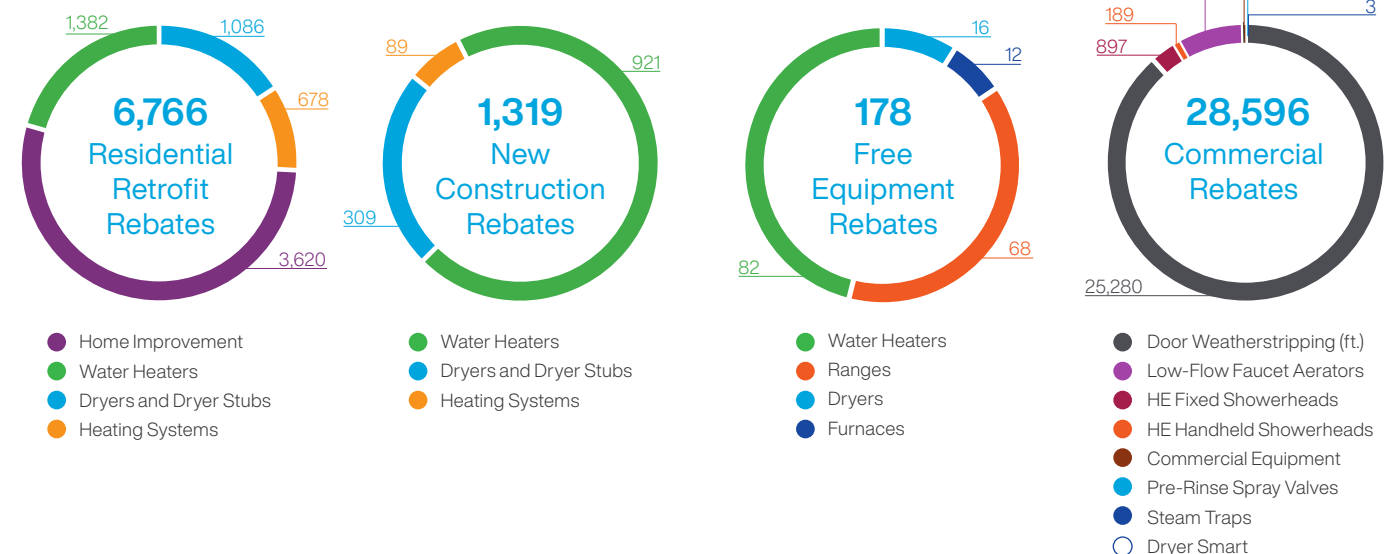 1,382
1,086
678
3,620
6,766
Residential
Retrofit
Rebates
Home Improvement
Water Heaters
Dryers and Dryer Stubs
Heating Systems
89
921
309
1,319
New
Construction
Rebates
Water Heaters
Dryers and Dryer Stubs
Heating Systems
16
12
68
82
178
Free
Equipment
Rebates
Water Heaters
Ranges
Dryers
Furnaces
189
897
3
25,280
28,596
Commercial
Rebates
Door Weatherstripping (ft.)
Low-Flow Faucet Aerators
HE Fixed Showerheads
HE Handheld Showerheads
Commercial Equipment
Pre-Rinse Spray Valves
Steam Traps
Dryer Smart